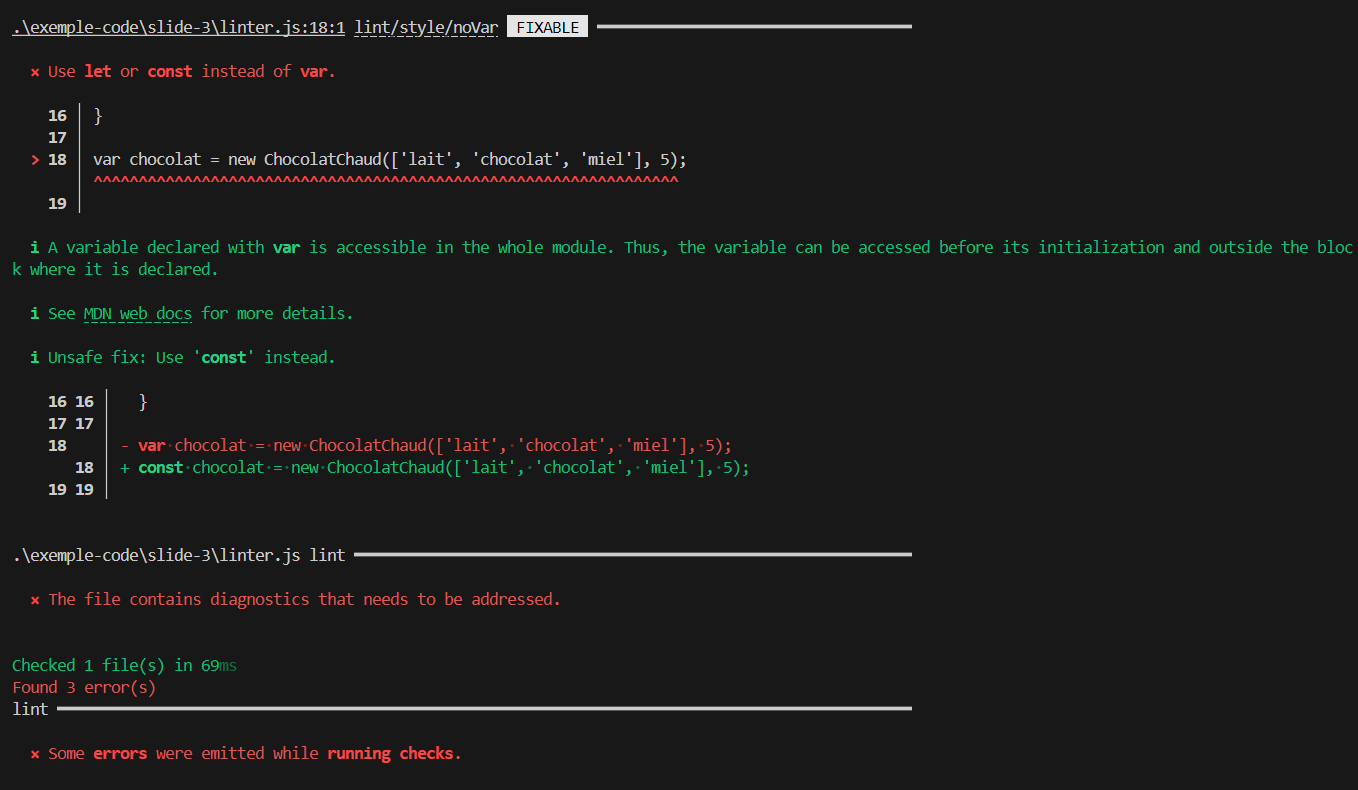 .\exemple-code\slide-3\linter.js:18:1 lint/style/noVar FIXABLE
× Use let or const instead of var.
16 │ }
17 │
> 18 │ var chocolat = new ChocolatChaud(['lait', 'chocolat', 'miel'], 5);
│ ^^^^^^^^^^^^^^^^^^^^^^^^^^^^^^^^^^^^^^^^^^^^^^^^^^^^^^^^^^^^^^^^^
19 │
i A variable declared with var is accessible in the whole module. Thus, the variable can be accessed before its initialization and outside the bloc
k where it is declared.
i See MDN web docs for more details.
i Unsafe fix: Use 'const' instead.
16 16 │ }
17 17 │
18 │ - var·chocolat·=·new·ChocolatChaud(['lait',·'chocolat',·'miel'],·5);
18 │ + const·chocolat·=·new·ChocolatChaud(['lait',·'chocolat',·'miel'],·5);
19 19 │
.\exemple-code\slide-3\linter.js lint
× The file contains diagnostics that needs to be addressed.
Checked 1 file(s) in 69ms
Found 3 error(s)
lint
× Some errors were emitted while running checks.